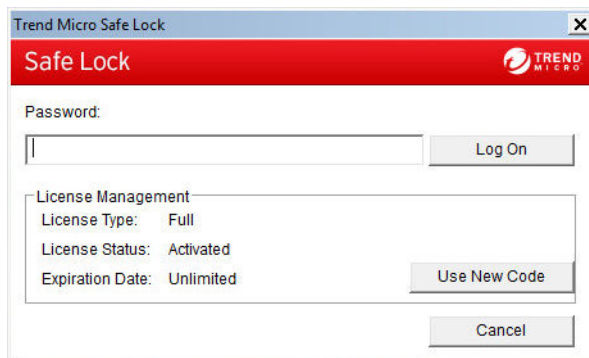 Trend Micro Safe Lock
Safe Lock
TREND
MICRO
Password:
Log On
License Management
License Type: Full
License Status: Activated
Expiration Date: Unlimited
Use New Code
Cancel